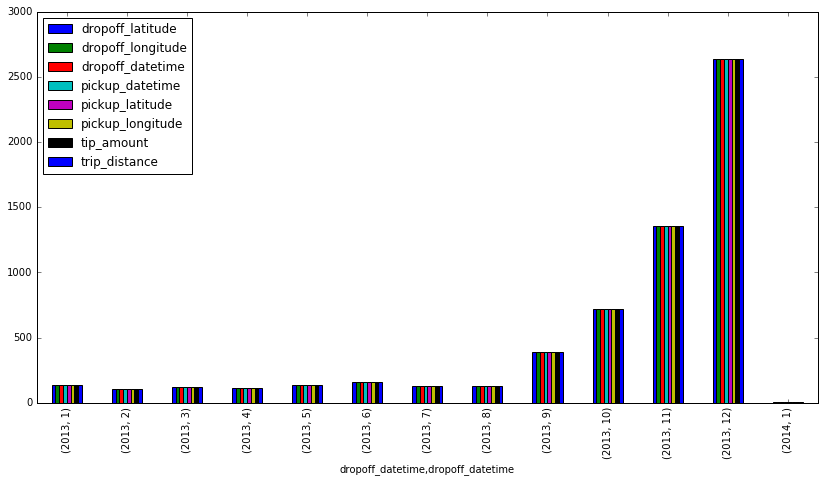 3000
2500
2000
1500
1000
500
0
dropoff_latitude
dropoff_longitude
dropoff_datetime
pickup_datetime
pickup_latitude
pickup_longitude
tip_amount
trip_distance
(2013, 1)
(2013, 2)
(2013, 3)
(2013, 4)
(2013, 5)
(2013, 6)
(2013, 7)
(2013, 8)
(2013, 9)
(2013, 10)
(2013, 11)
(2013, 12)
(2014, 1)
dropoff_datetime,dropoff_datetime